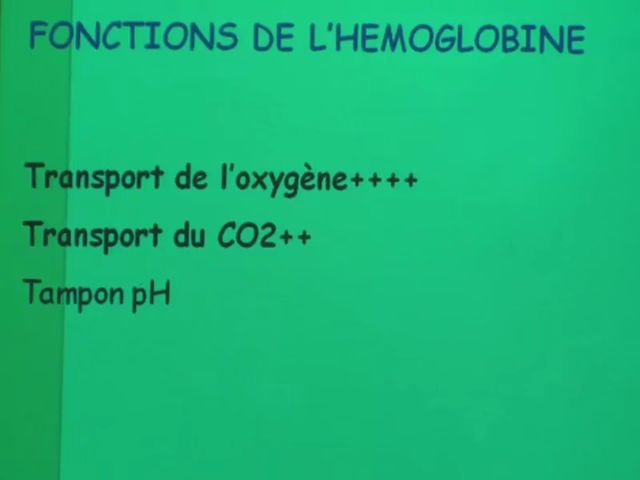 FONCTIONS DE L'HEMOGLOBINE
Transport de l'oxygène++++
Transport du CO2++
Tampon pH